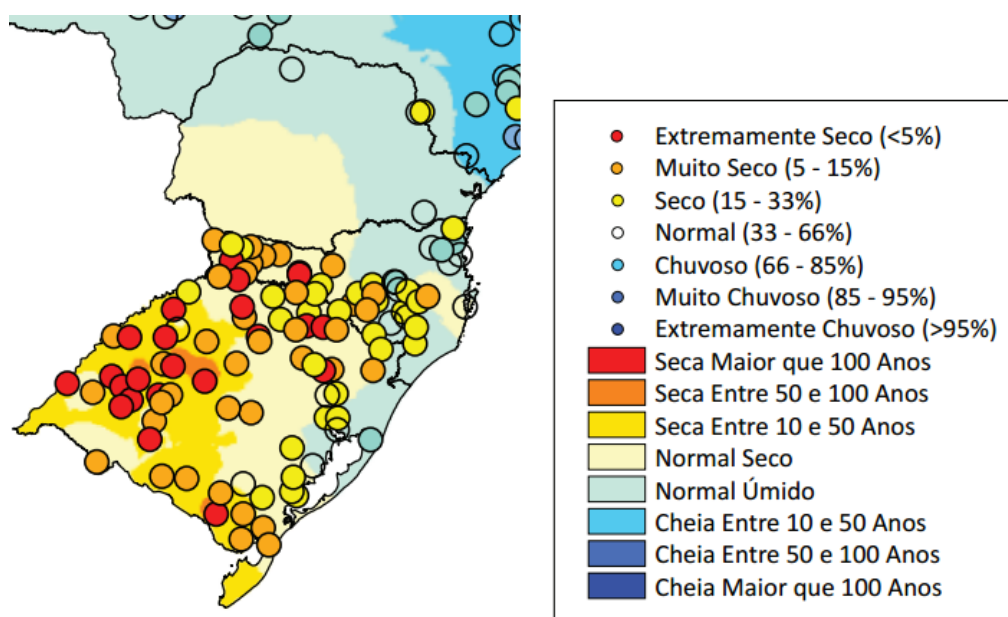 Extremamente Seco (<5%)
Muito Seco (5 - 15%)
Seco (15 - 33%)
Normal (33 - 66%)
Chuvoso (66 - 85%)
Muito Chuvoso (85 - 95%)
Extremamente Chuvoso (>95%)
Seca Maior que 100 Anos
Seca Entre 50 e 100 Anos
Seca Entre 10 e 50 Anos
Normal Seco
Normal Úmido
Cheia Entre 10 e 50 Anos
Cheia Entre 50 e 100 Anos
Cheia Maior que 100 Anos